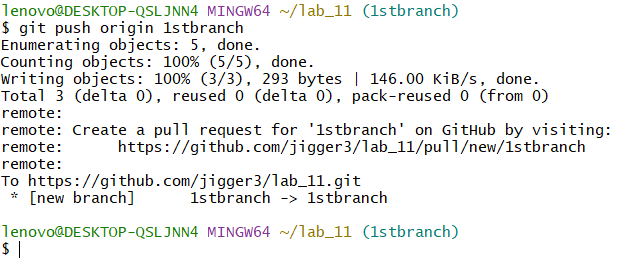 lenovo@DESKTOP-QSLJNN4 MINGW64 ~/lab_11 (1stbranch)
$ git push origin 1stbranch
Enumerating objects: 5, done.
Counting objects: 100% (5/5), done.
Writing objects: 100% (3/3), 293 bytes | 146.00 KiB/s, done.
Total 3 (delta 0), reused 0 (delta 0), pack-reused 0 (from 0)
remote:
remote: Create a pull request for '1stbranch' on GitHub by visiting:
remote:      https://github.com/jigger3/lab_11/pull/new/1stbranch
remote:
To https://github.com/jigger3/lab_11.git
 * [new branch]      1stbranch -> 1stbranch
lenovo@DESKTOP-QSLJNN4 MINGW64 ~/lab_11 (1stbranch)
$